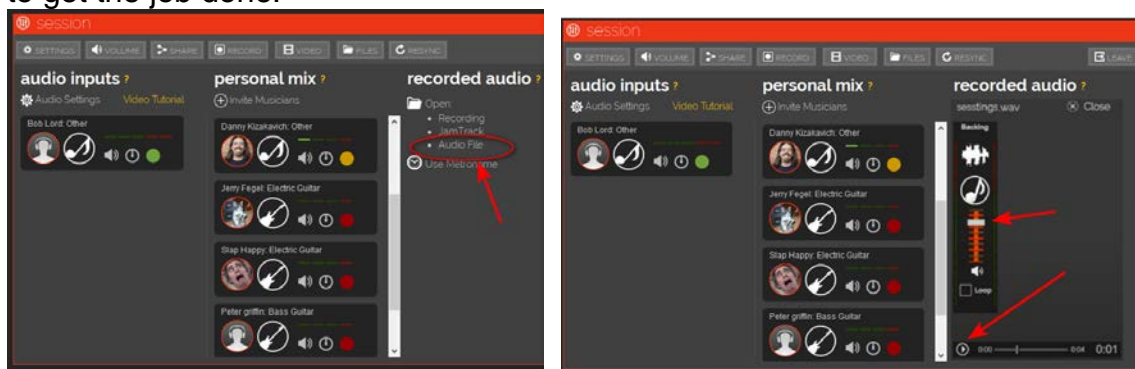 to get the job done.
session
SETTINGS VOLUME SHARE RECORD VIDEO FILES RESYNC
audio inputs ? personal mix ? recorded audio ?
Audio Settings Video Tutorial Invite Musicians Open:
Recording
JamTrack
Audio File
Use Metronome
Bob Lord: Other
Danny Kizakavich: Other
Jerry Fegel: Electric Guitar
Slap Happy: Electric Guitar
Peter griffin: Bass Guitar
session
SETTINGS VOLUME SHARE RECORD VIDEO FILES RESYNC LEAVE
audio inputs ? personal mix ? recorded audio ?
Audio Settings Video Tutorial Invite Musicians sesstings.wav Close
Bob Lord: Other
Danny Kizakavich: Other
Jerry Fegel: Electric Guitar
Slap Happy: Electric Guitar
Peter griffin: Bass Guitar
Backing
Loop
0:00 0:04 0:01